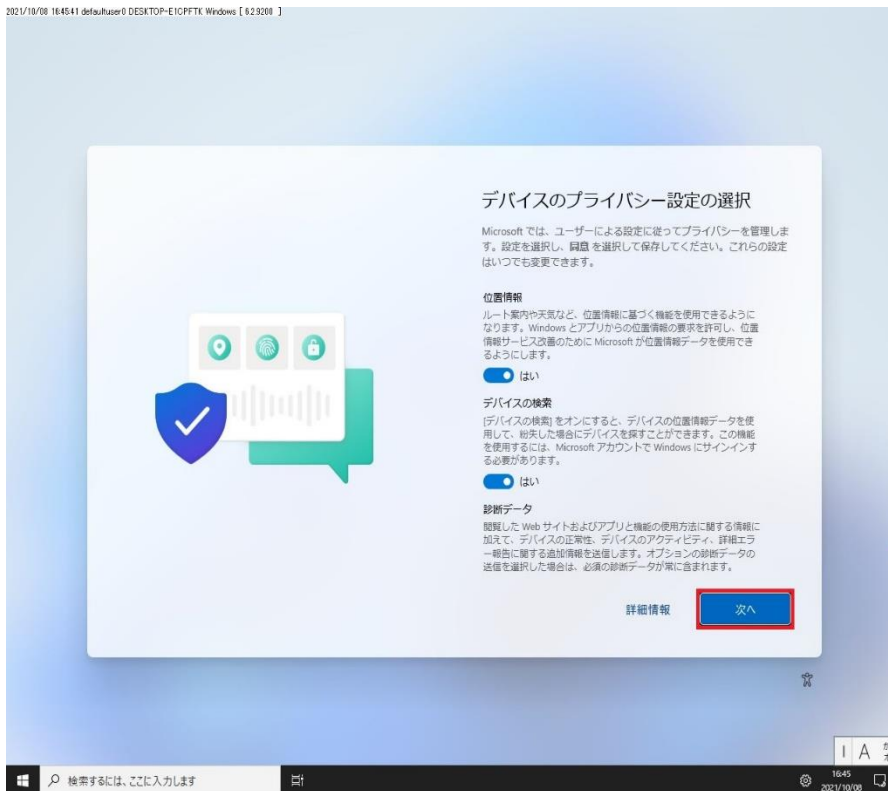 2021/10/08 16:45:41 defaultuser0 DESKTOP-E1CPFTK Windows [ 6.2.9200 ]
デバイスのプライバシー設定の選択
Microsoft では、ユーザーによる設定に従ってプライバシーを管理しま
す。設定を選択し、同意 を選択して保存してください。これらの設定
はいつでも変更できます。
位置情報
ルート案内や天気など、位置情報に基づく機能を使用できるように
なります。Windows とアプリからの位置情報の要求を許可し、位置
情報サービス改善のために Microsoft が位置情報データを使用でき
るようにします。
はい
デバイスの検索
[デバイスの検索] をオンにすると、デバイスの位置情報データを使
用して、紛失した場合にデバイスを探すことができます。この機能
を使用するには、Microsoft アカウントで Windows にサインインす
る必要があります。
はい
診断データ
閲覧した Web サイトおよびアプリと機能の使用方法に関する情報に
加えて、デバイスの正常性、デバイスのアクティビティ、詳細エラ
ー報告に関する追加情報を送信します。オプションの診断データの
送信を選択した場合は、必須の診断データが常に含まれます。
詳細情報
次へ
A
検索するには、ここに入力します
16:45
2021/10/08